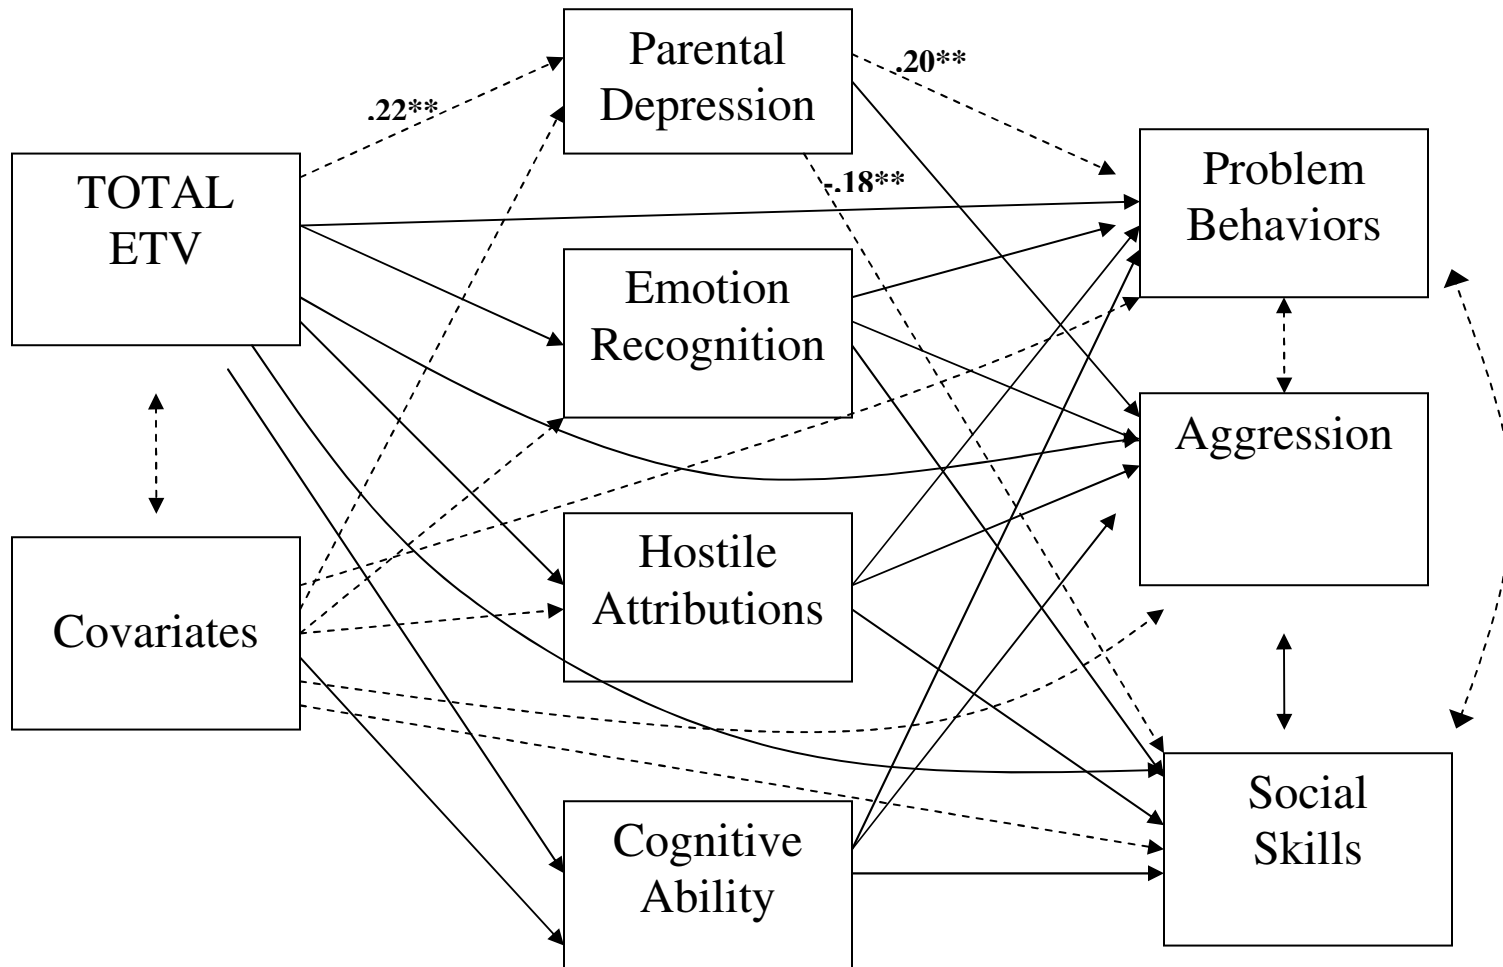 Parental
Depression
.20**
.22**
Problem
Behaviors
TOTAL
ETV
-.18**
Emotion
Recognition
Aggression
Hostile
Attributions
Covariates
Social
Skills
Cognitive
Ability